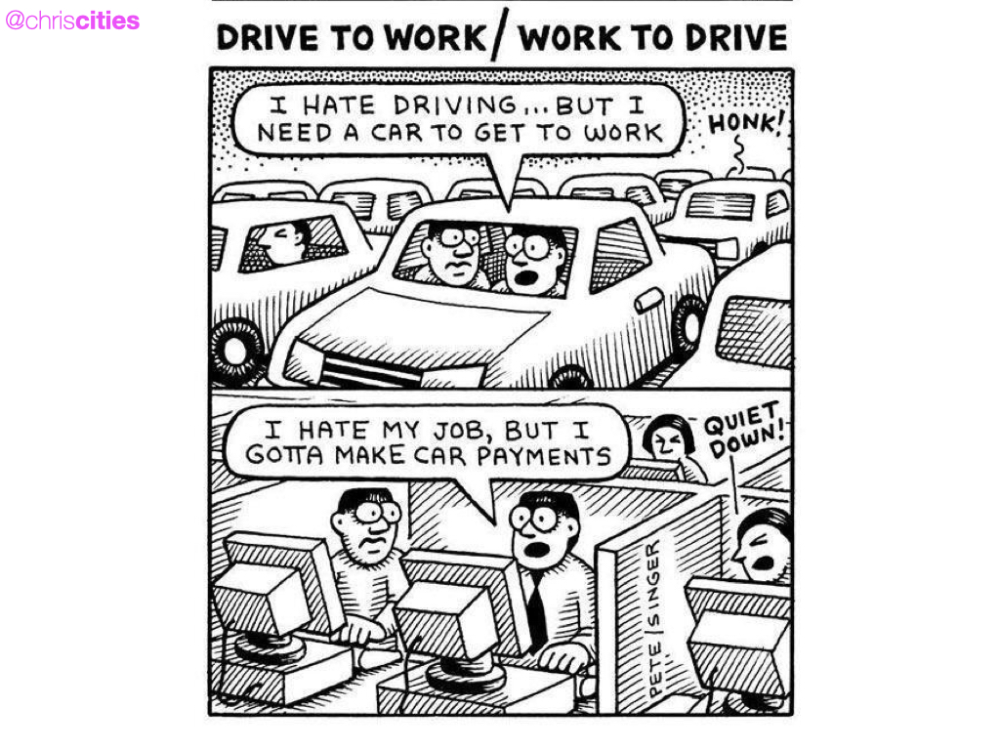 @chriscities
DRIVE TO WORK/WORK TO DRIVE
I HATE DRIVING...BUT I
NEED A CAR TO GET TO WORK
HONK!
I HATE MY JOB, BUT I
GOTTA MAKE CAR PAYMENTS
QUIET
DOWN!
PETE/SINGER